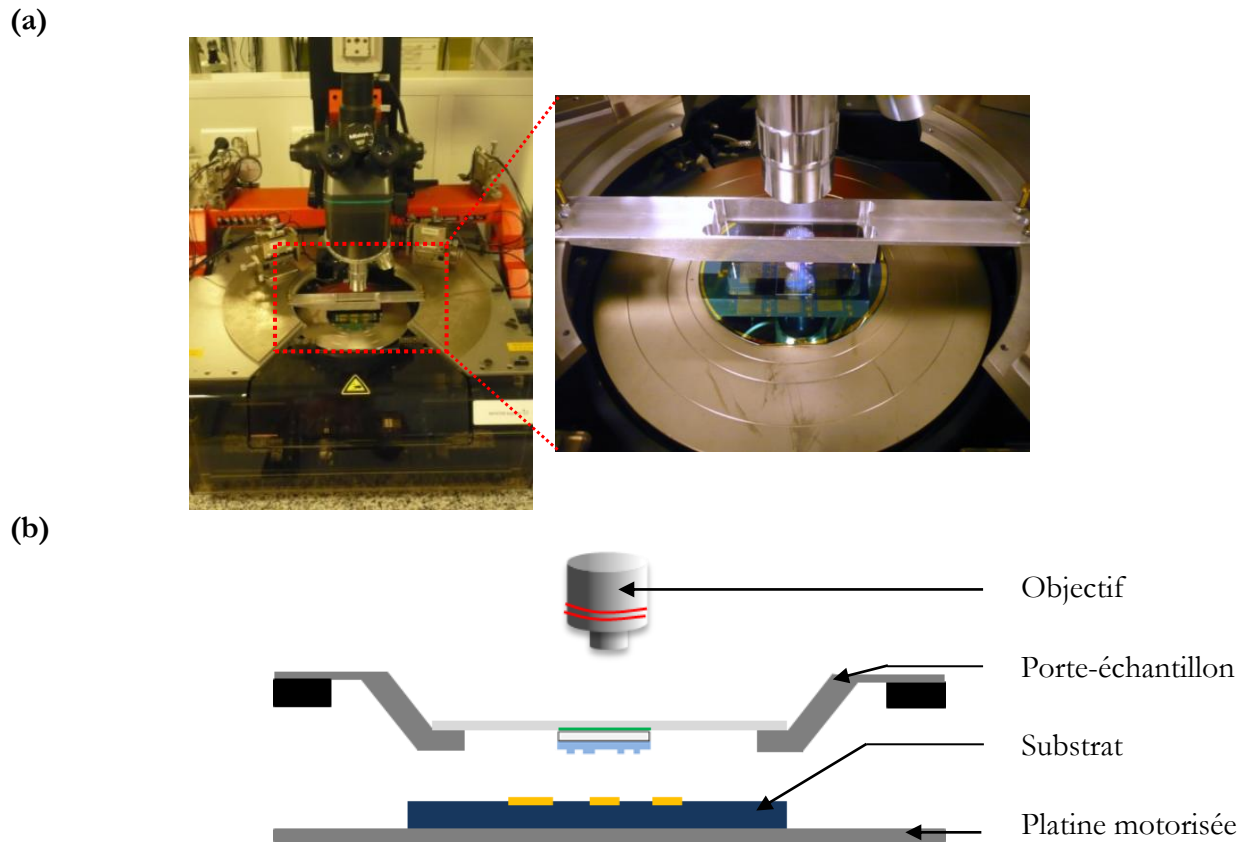 (a)
(b)
Objectif
Porte-échantillon
Substrat
Platine motorisée